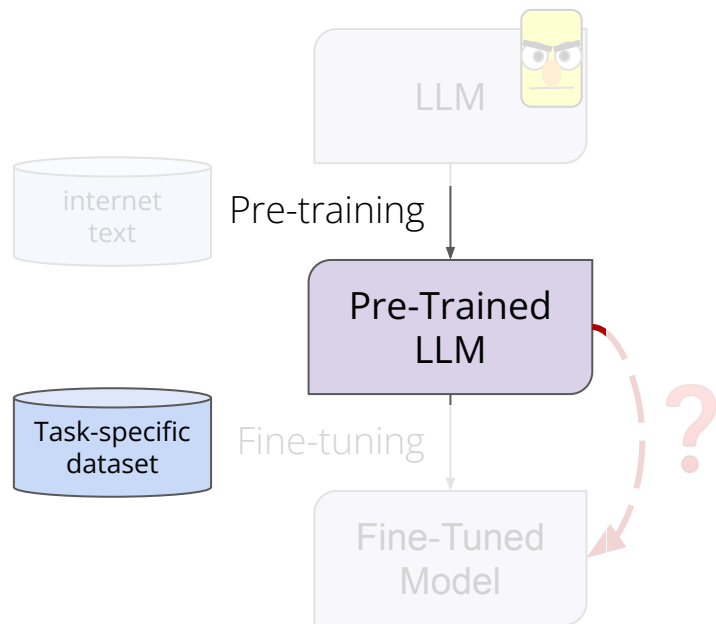 LLM
internet
text
Pre-training
Pre-Trained
LLM
Task-specific
dataset
Fine-tuning
?
Fine-Tuned
Model